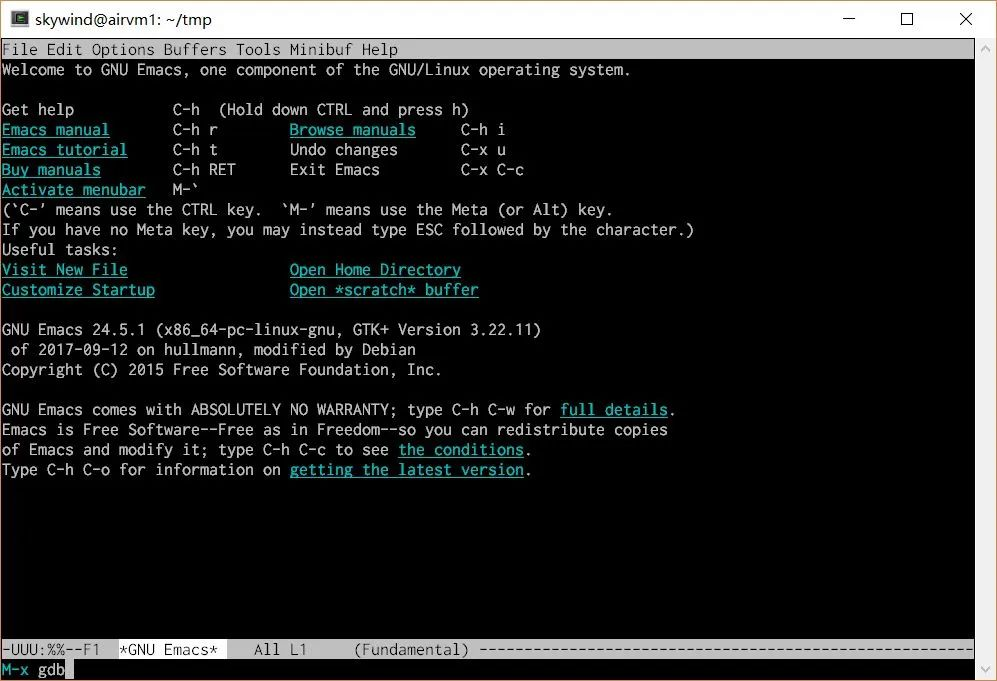 skywind@airvm1: ~/tmp
File Edit Options Buffers Tools Minibuf Help
Welcome to GNU Emacs, one component of the GNU/Linux operating system.
Get help C-h (Hold down CTRL and press h)
Emacs manual C-h r Browse manuals C-h i
Emacs tutorial C-h t Undo changes C-x u
Buy manuals C-h RET Exit Emacs C-x C-c
Activate menubar M-`
(`C-' means use the CTRL key. `M-' means use the Meta (or Alt) key.
If you have no Meta key, you may instead type ESC followed by the character.)
Useful tasks:
Visit New File Open Home Directory
Customize Startup Open *scratch* buffer
GNU Emacs 24.5.1 (x86_64-pc-linux-gnu, GTK+ Version 3.22.11)
of 2017-09-12 on hullmann, modified by Debian
Copyright (C) 2015 Free Software Foundation, Inc.
GNU Emacs comes with ABSOLUTELY NO WARRANTY; type C-h C-w for full details.
Emacs is Free Software--Free as in Freedom--so you can redistribute copies
of Emacs and modify it; type C-h C-c to see the conditions.
Type C-h C-o for information on getting the latest version.
-UUU:%%--F1 *GNU Emacs* All L1 (Fundamental) -------------------------------------------------------
M-x gdb